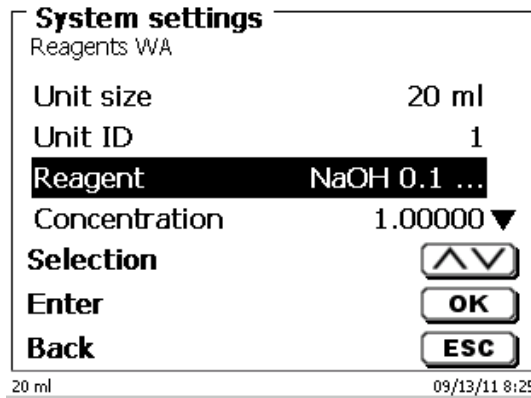 System settings
Reagents WA
Unit size 20 ml
Unit ID 1
Reagent NaOH 0.1 ...
Concentration 1.00000
Selection
Enter OK
Back ESC
20 ml 09/13/11 8:25